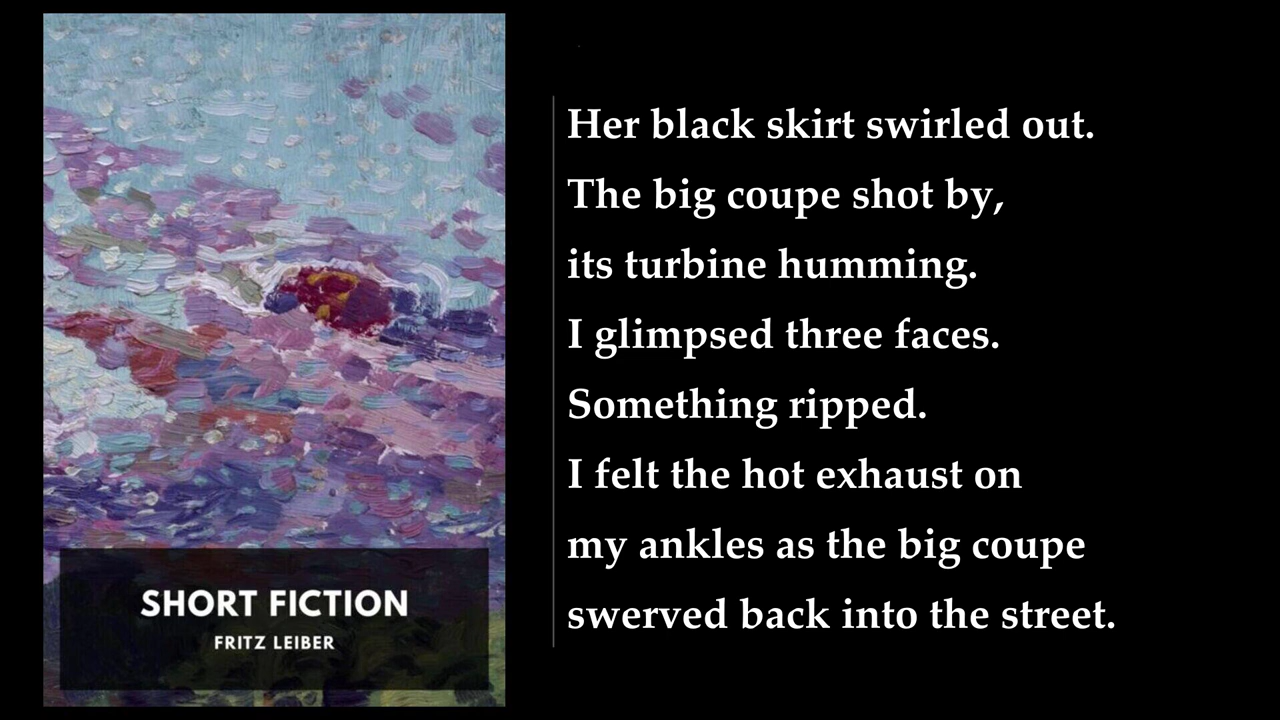 SHORT FICTION
FRITZ LEIBER
Her black skirt swirled out.
The big coupe shot by,
its turbine humming.
I glimpsed three faces.
Something ripped.
I felt the hot exhaust on
my ankles as the big coupe
swerved back into the street.